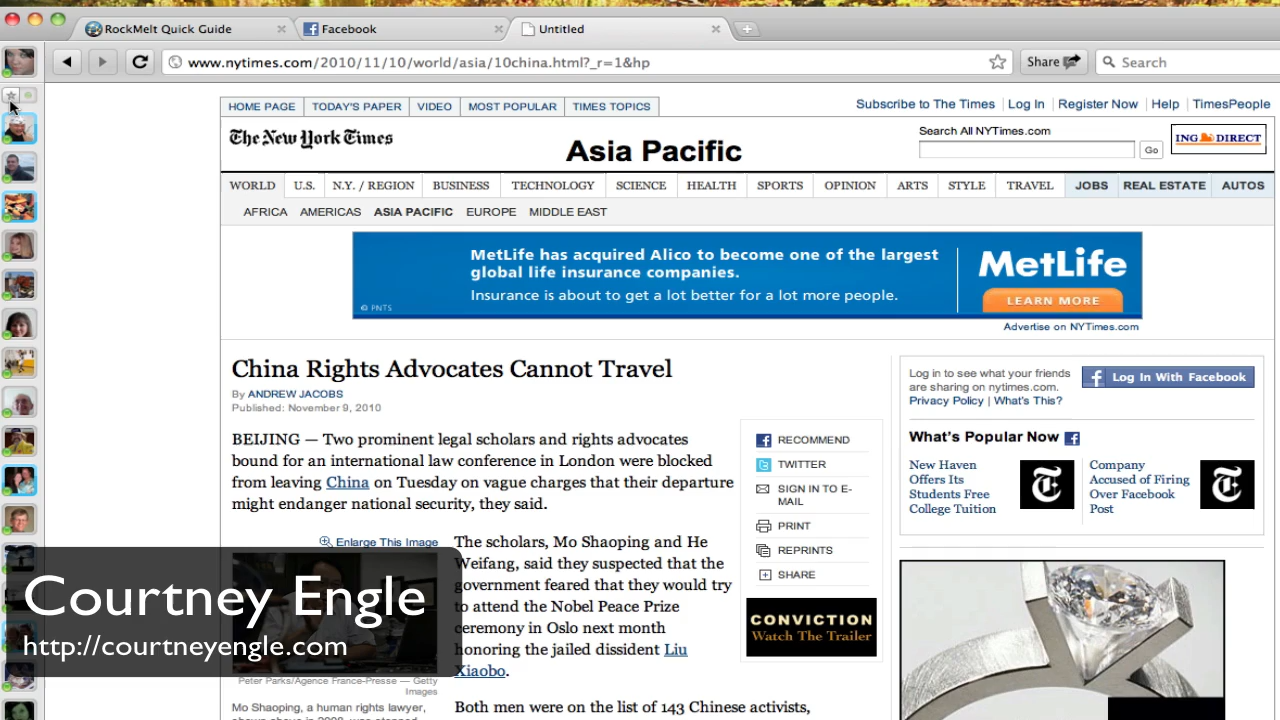 RockMelt Quick Guide
Facebook
Untitled
www.nytimes.com/2010/11/10/world/asia/10china.html?_r=1&hp
Share
Search
HOME PAGE
TODAY'S PAPER
VIDEO
MOST POPULAR
TIMES TOPICS
Subscribe to The Times
Log In
Register Now
Help
TimesPeople
The New York Times
Asia Pacific
Search All NYTimes.com
Go
ING DIRECT
WORLD
U.S.
N.Y. / REGION
BUSINESS
TECHNOLOGY
SCIENCE
HEALTH
SPORTS
OPINION
ARTS
STYLE
TRAVEL
JOBS
REAL ESTATE
AUTOS
AFRICA
AMERICAS
ASIA PACIFIC
EUROPE
MIDDLE EAST
MetLife has acquired Alico to become one of the largest
global life insurance companies.
Insurance is about to get a lot better for a lot more people.
© PNTS
MetLife
LEARN MORE
Advertise on NYTimes.com
China Rights Advocates Cannot Travel
By ANDREW JACOBS
Published: November 9, 2010
BEIJING — Two prominent legal scholars and rights advocates
bound for an international law conference in London were blocked
from leaving China on Tuesday on vague charges that their departure
might endanger national security, they said.
Enlarge This Image
Peter Parks/Agence France-Presse — Getty
Images
Mo Shaoping, a human rights lawyer,
The scholars, Mo Shaoping and He
Weifang, said they suspected that the
government feared that they would try
to attend the Nobel Peace Prize
ceremony in Oslo next month
honoring the jailed dissident Liu
Xiaobo.
Both men were on the list of 143 Chinese activists,
RECOMMEND
TWITTER
SIGN IN TO E-
MAIL
PRINT
REPRINTS
SHARE
CONVICTION
Watch The Trailer
Log in to see what your friends
are sharing on nytimes.com.
Privacy Policy | What's This?
Log In With Facebook
What's Popular Now
New Haven
Offers Its
Students Free
College Tuition
Company
Accused of Firing
Over Facebook
Post
Courtney Engle
http://courtneyengle.com